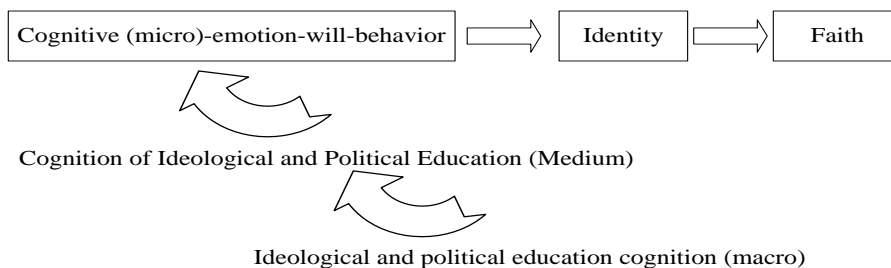 Cognitive (micro)-emotion-will-behavior
Identity
Faith
Cognition of Ideological and Political Education (Medium)
Ideological and political education cognition (macro)